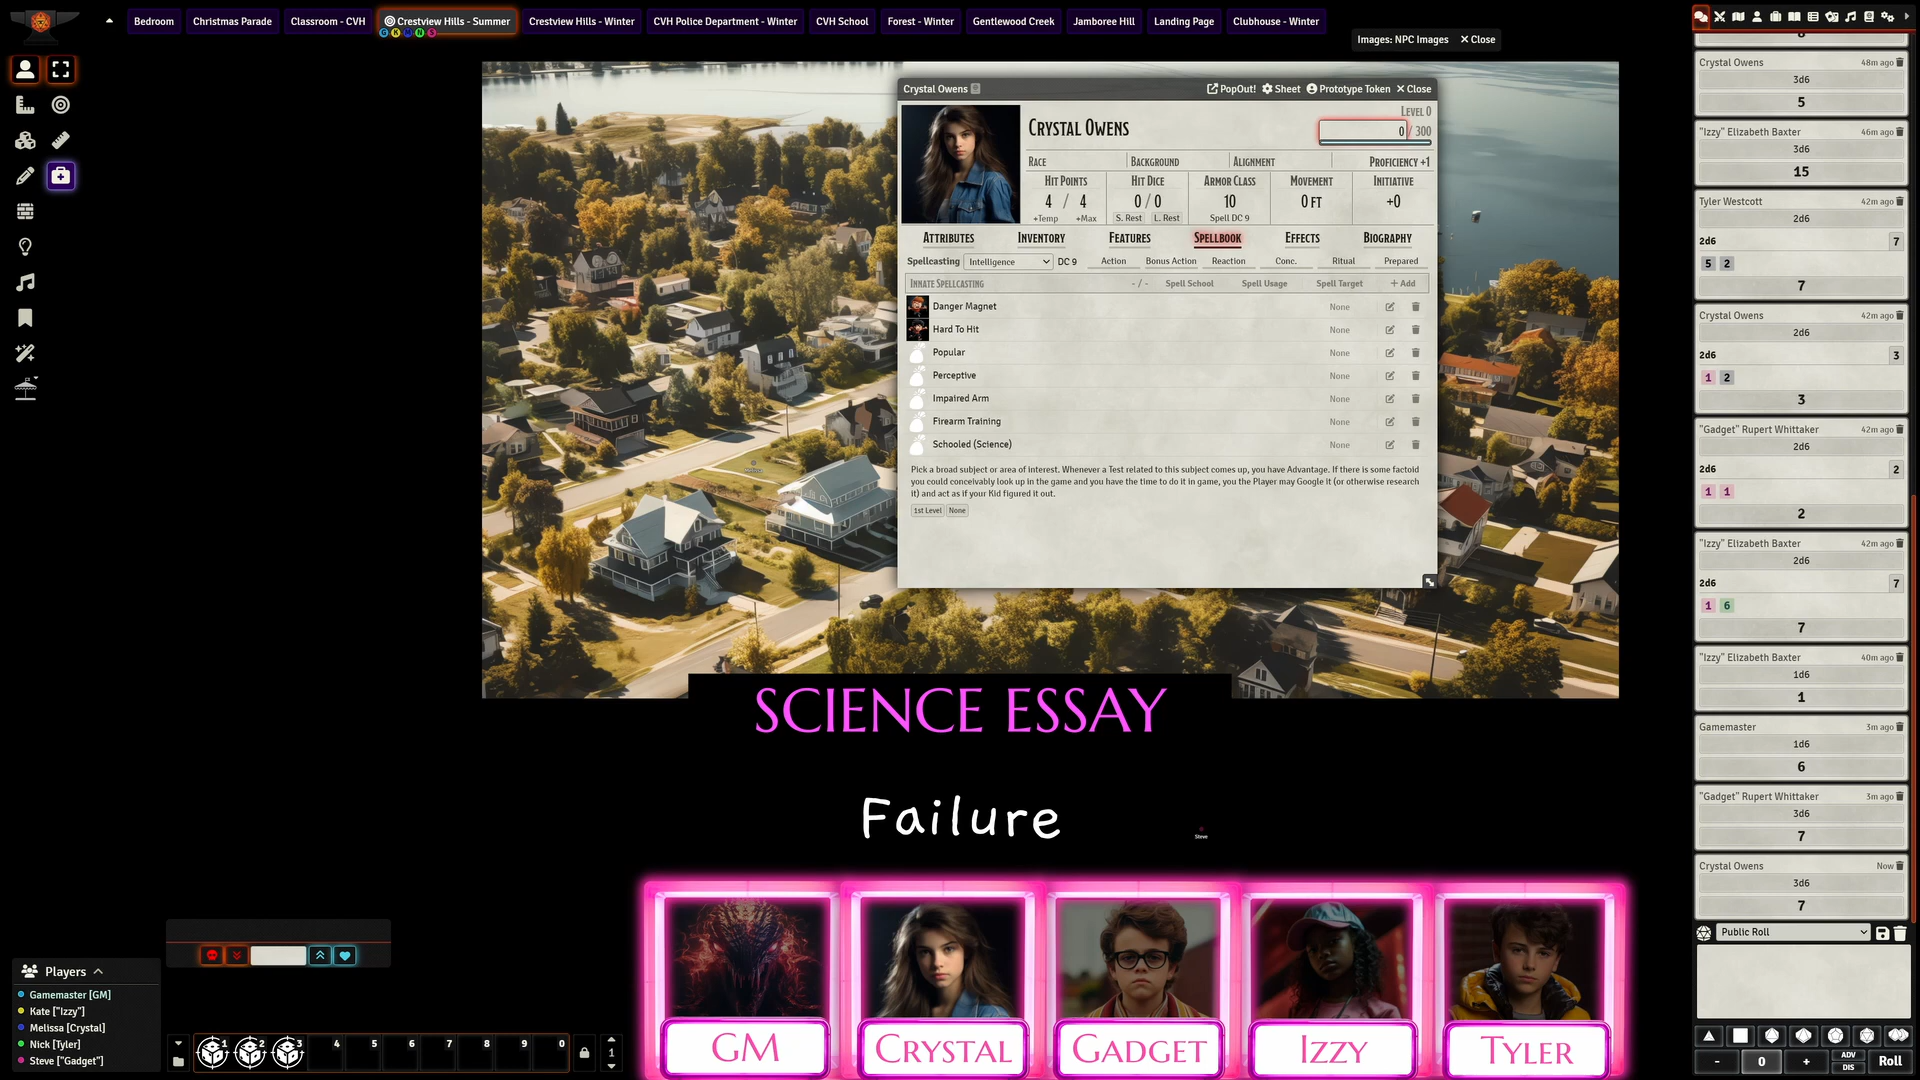 Bedroom
Christmas Parade
Classroom - CVH
Crestview Hills - Summer
Crestview Hills - Winter
CVH Police Department - Winter
CVH School
Forest - Winter
Gentlewood Creek
Jamboree Hill
Landing Page
Clubhouse - Winter
G K M N S
Images: NPC Images Close
Crystal Owens PopOut! Sheet Prototype Token Close
Crystal Owens
Level 0
0 / 300
Race Background Alignment Proficiency +1
Hit Points Hit Dice Armor Class Movement Initiative
4 / 4 0 / 0 10 0 ft +0
+Temp +Max S. Rest L. Rest Spell DC 9
Attributes Inventory Features Spellbook Effects Biography
Spellcasting Intelligence DC 9 Action Bonus Action Reaction Conc. Ritual Prepared
Innate Spellcasting - / - Spell School Spell Usage Spell Target + Add
Danger Magnet None
Hard To Hit None
Popular None
Perceptive None
Impaired Arm None
Firearm Training None
Schooled (Science) None
Pick a broad subject or area of interest. Whenever a Test related to this subject comes up, you have Advantage. If there is some factoid
you could conceivably look up in the game and you have the time to do it in game, you the Player may Google it (or otherwise research
it) and act as if your Kid figured it out.
1st Level None
SCIENCE ESSAY
Failure
Steve
GM
Crystal
Gadget
Izzy
Tyler
Players
Gamemaster [GM]
Kate ["Izzy"]
Melissa [Crystal]
Nick [Tyler]
Steve ["Gadget"]
1 2 3 4 5 6 7 8 9 0
1
8
Crystal Owens 48m ago
3d6
5
"Izzy" Elizabeth Baxter 46m ago
3d6
15
Tyler Westcott 42m ago
2d6
2d6 7
5 2
7
Crystal Owens 42m ago
2d6
2d6 3
1 2
3
"Gadget" Rupert Whittaker 42m ago
2d6
2d6 2
1 1
2
"Izzy" Elizabeth Baxter 42m ago
2d6
2d6 7
1 6
7
"Izzy" Elizabeth Baxter 40m ago
1d6
1
Gamemaster 3m ago
1d6
6
"Gadget" Rupert Whittaker 3m ago
3d6
7
Crystal Owens Now
3d6
7
Public Roll
- 0 + ADV DIS Roll